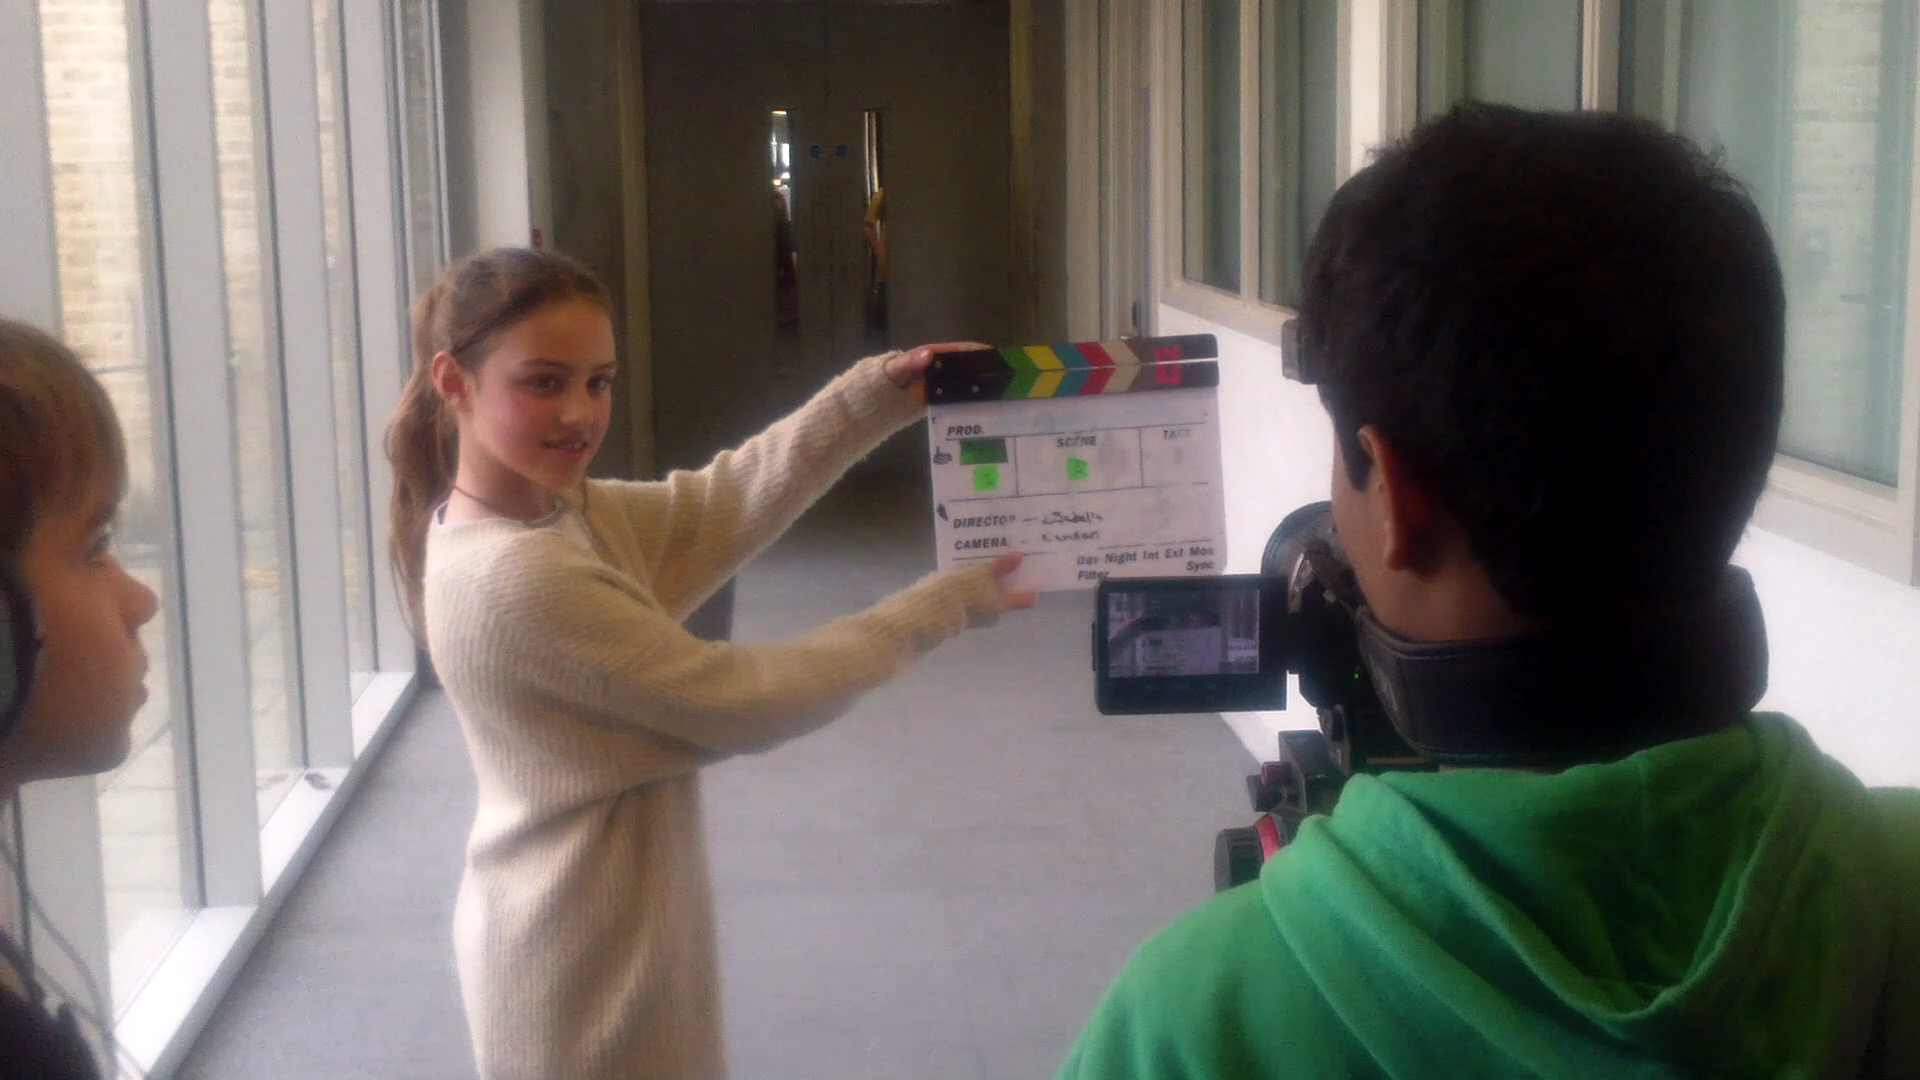 PROD.
SCENE
TAKE
DIRECTOR –
CAMERA –
Day Night Int Ext Mos
Filter Sync